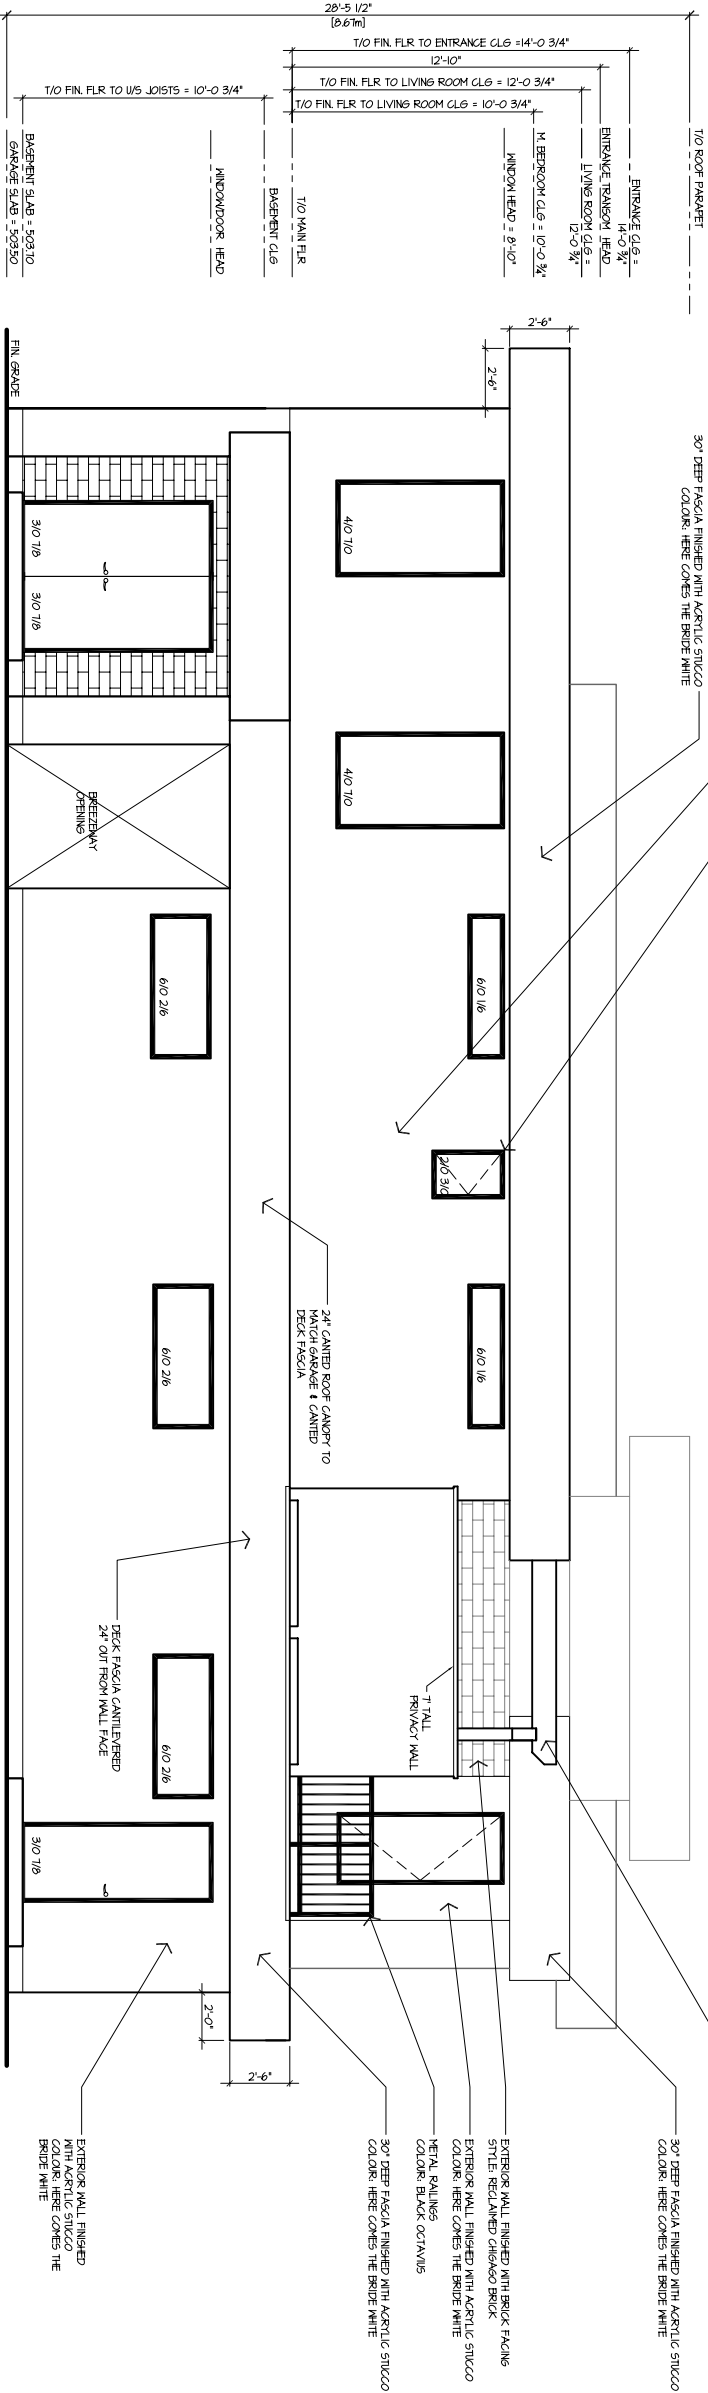 28'-5 1/2"
[8.67m]
T/O FIN. FLR TO ENTRANCE CLG =14'-0 3/4"
12'-10"
T/O FIN. FLR TO LIVING ROOM CLG = 12'-0 3/4"
T/O FIN. FLR TO LIVING ROOM CLG = 10'-0 3/4"
T/O FIN. FLR TO U/S JOISTS = 10'-0 3/4"
T/O ROOF PARAPET
ENTRANCE CLG =
14'-0 3/4"
ENTRANCE TRANSOM HEAD
LIVING ROOM CLG =
12'-0 3/4"
M. BEDROOM CLG = 10'-0 3/4"
WINDOW HEAD = 8'-10"
T/O MAIN FLR
BASEMENT CLG
WINDOW/DOOR HEAD
BASEMENT SLAB = 503.70
GARAGE SLAB = 503.50
FIN. GRADE
2'-6"
2'-6"
30" DEEP FASCIA FINISHED WITH ACRYLIC STUCCO
COLOUR: HERE COMES THE BRIDE WHITE
4/0 7/0
3/0 7/8
3/0 7/8
4/0 7/0
BREEZEWAY
OPENING
6/0 1/6
6/0 2/6
2/0 3/0
6/0 1/6
6/0 2/6
24" CANTED ROOF CANOPY TO
MATCH GARAGE & CANTED
DECK FASCIA
7' TALL
PRIVACY WALL
DECK FASCIA CANTILEVERED
24" OUT FROM WALL FACE
6/0 2/6
3/0 7/8
2'-0"
2'-6"
30" DEEP FASCIA FINISHED WITH ACRYLIC STUCCO
COLOUR: HERE COMES THE BRIDE WHITE
EXTERIOR WALL FINISHED WITH BRICK FACING
STYLE: RECLAIMED CHIGAGO BRICK
EXTERIOR WALL FINISHED WITH ACRYLIC STUCCO
COLOUR: HERE COMES THE BRIDE WHITE
METAL RAILINGS
COLOUR: BLACK OCTAVIUS
30" DEEP FASCIA FINISHED WITH ACRYLIC STUCCO
COLOUR: HERE COMES THE BRIDE WHITE
EXTERIOR WALL FINISHED
WITH ACRYLIC STUCCO
COLOUR: HERE COMES THE
BRIDE WHITE